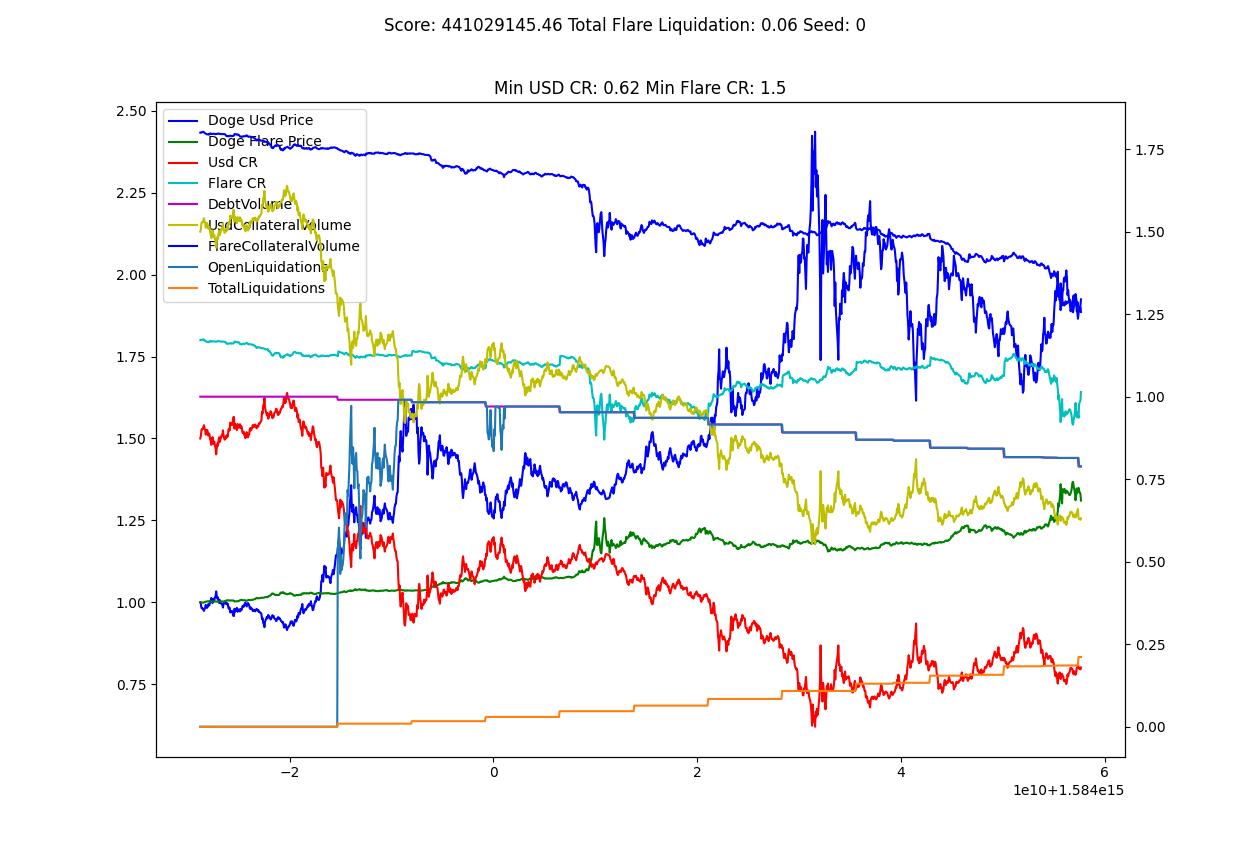 Score: 441029145.46 Total Flare Liquidation: 0.06 Seed: 0
Min USD CR: 0.62 Min Flare CR: 1.5
2.50
2.25
2.00
1.75
1.50
1.25
1.00
0.75
Doge Usd Price
Doge Flare Price
Usd CR
Flare CR
DebtVolume
UsdCollateralVolume
FlareCollateralVolume
OpenLiquidations
TotalLiquidations
1.75
1.50
1.25
1.00
0.75
0.50
0.25
0.00
−2 0 2 4 6
1e10+1.584e15